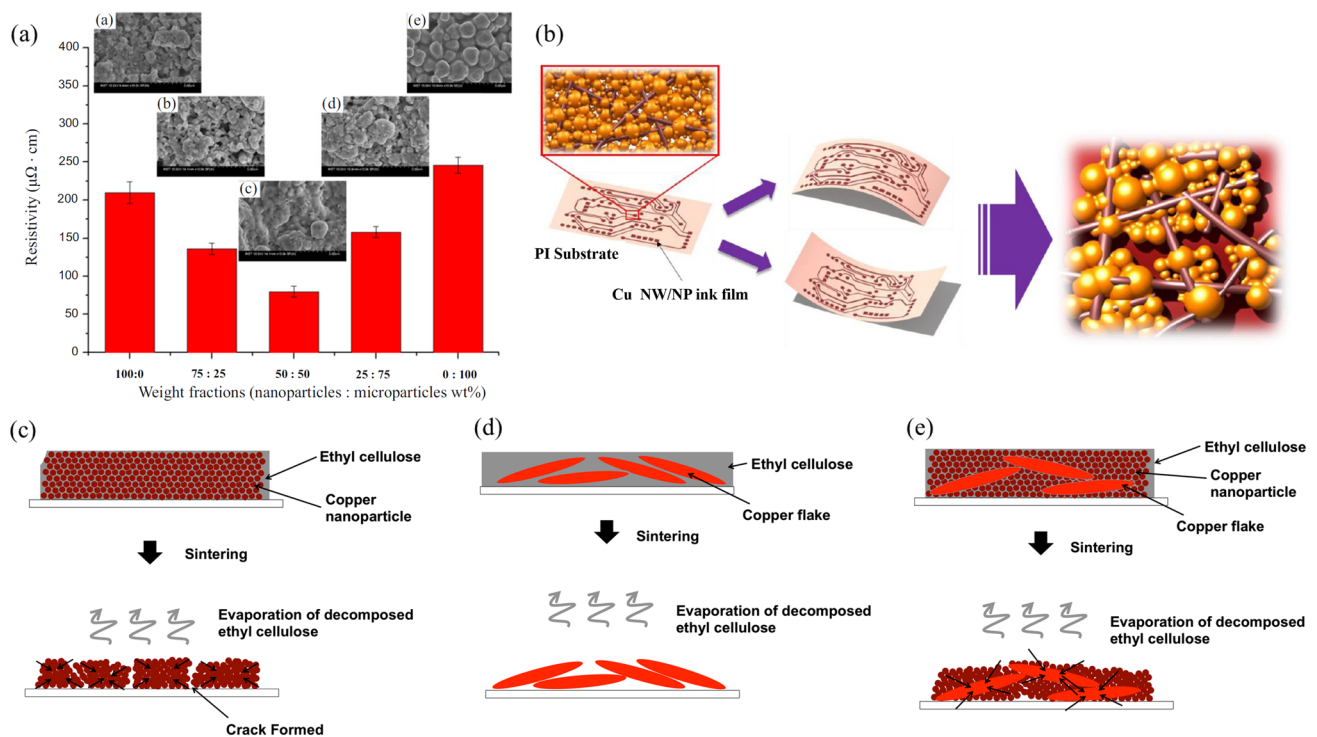 (a)
(a)
(e)
(b)
(b)
(d)
(c)
400
350
300
250
200
150
100
50
0
Resistivity (μΩ · cm)
100:0
75 : 25
50 : 50
25 : 75
0 : 100
Weight fractions (nanoparticles : microparticles wt%)
PI Substrate
Cu NW/NP ink film
(c)
Ethyl cellulose
Copper
nanoparticle
Sintering
Evaporation of decomposed
ethyl cellulose
Crack Formed
(d)
Ethyl cellulose
Copper flake
Sintering
Evaporation of decomposed
ethyl cellulose
(e)
Ethyl cellulose
Copper
nanoparticle
Copper flake
Sintering
Evaporation of decomposed
ethyl cellulose